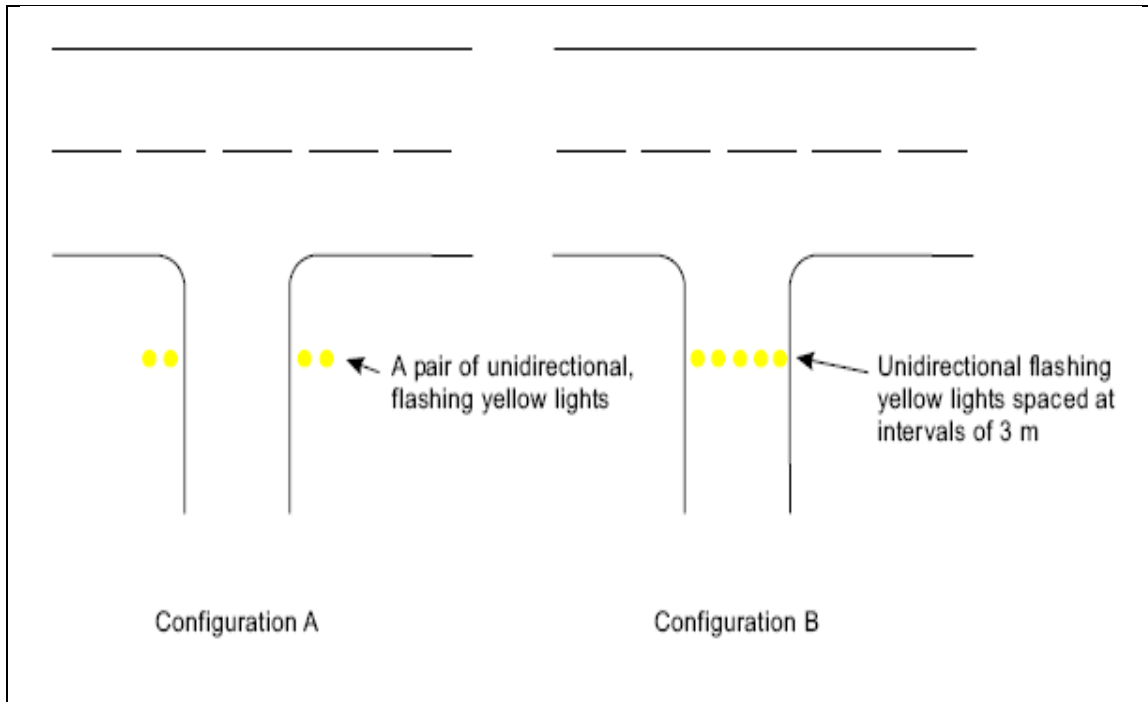 A pair of unidirectional,
flashing yellow lights
Unidirectional flashing
yellow lights spaced at
intervals of 3 m
Configuration A
Configuration B